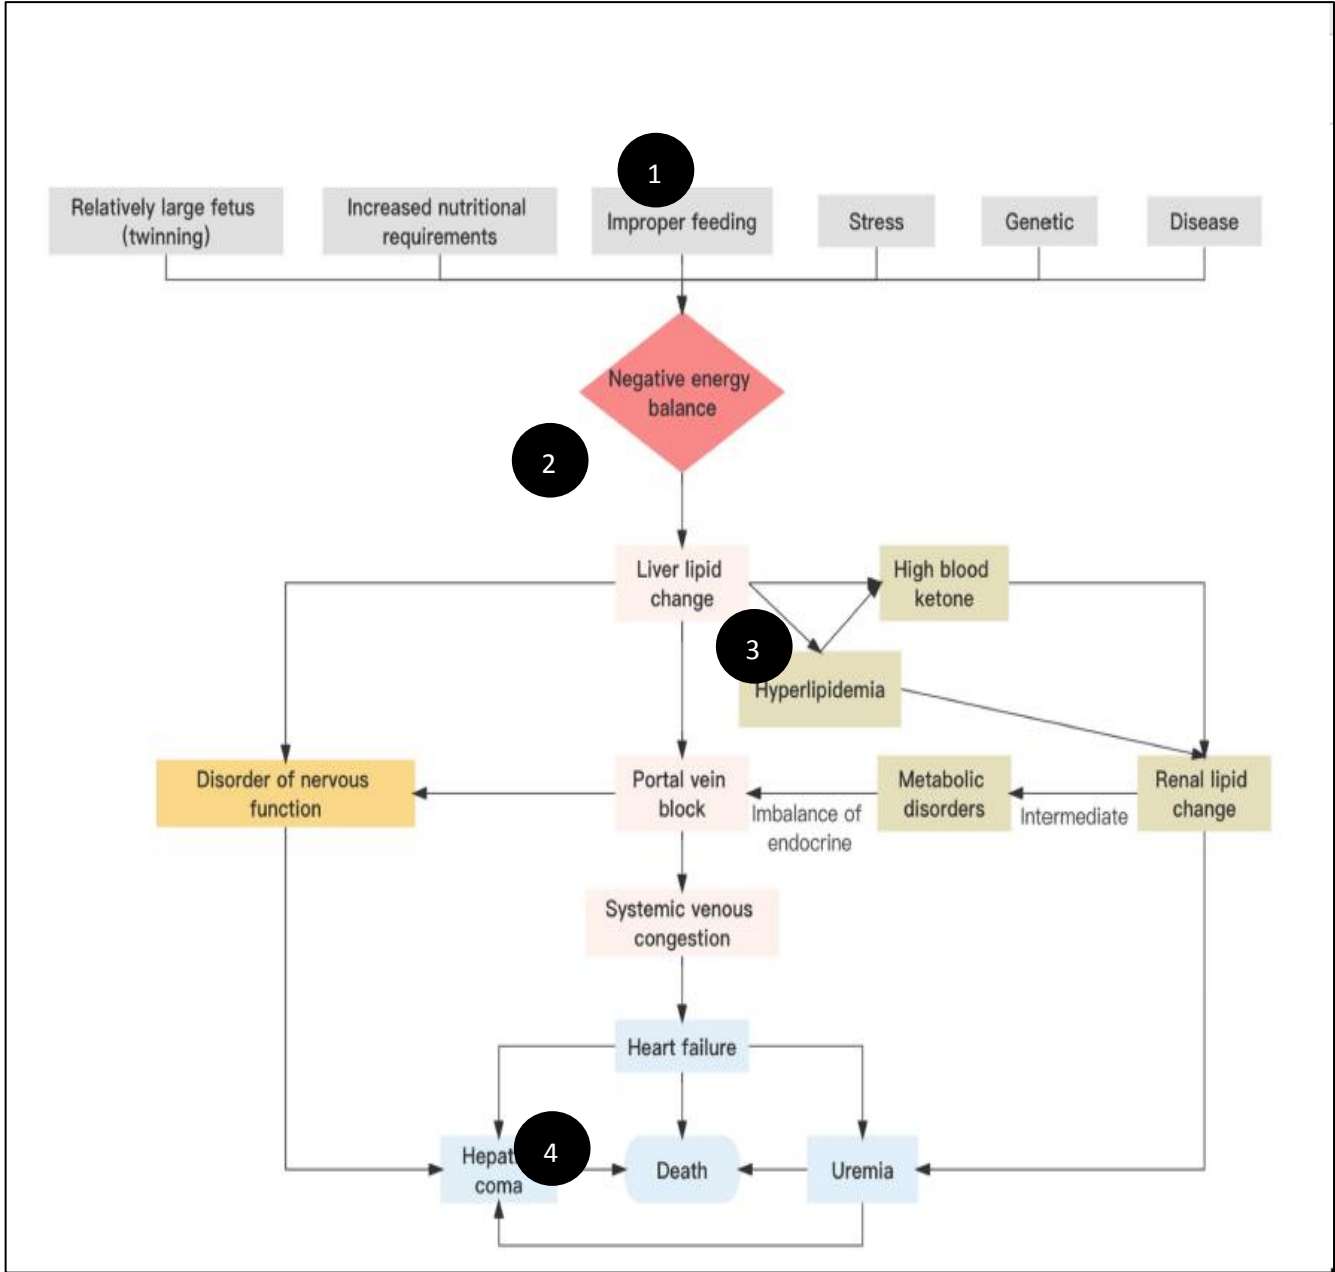 1
Relatively large fetus
(twinning)
Increased nutritional
requirements
Improper feeding
Stress
Genetic
Disease
Negative energy
balance
2
Liver lipid
change
High blood
ketone
3
Hyperlipidemia
Disorder of nervous
function
Portal vein
block
Imbalance of
endocrine
Metabolic
disorders
Intermediate
Renal lipid
change
Systemic venous
congestion
Heart failure
4
coma
Death
Uremia